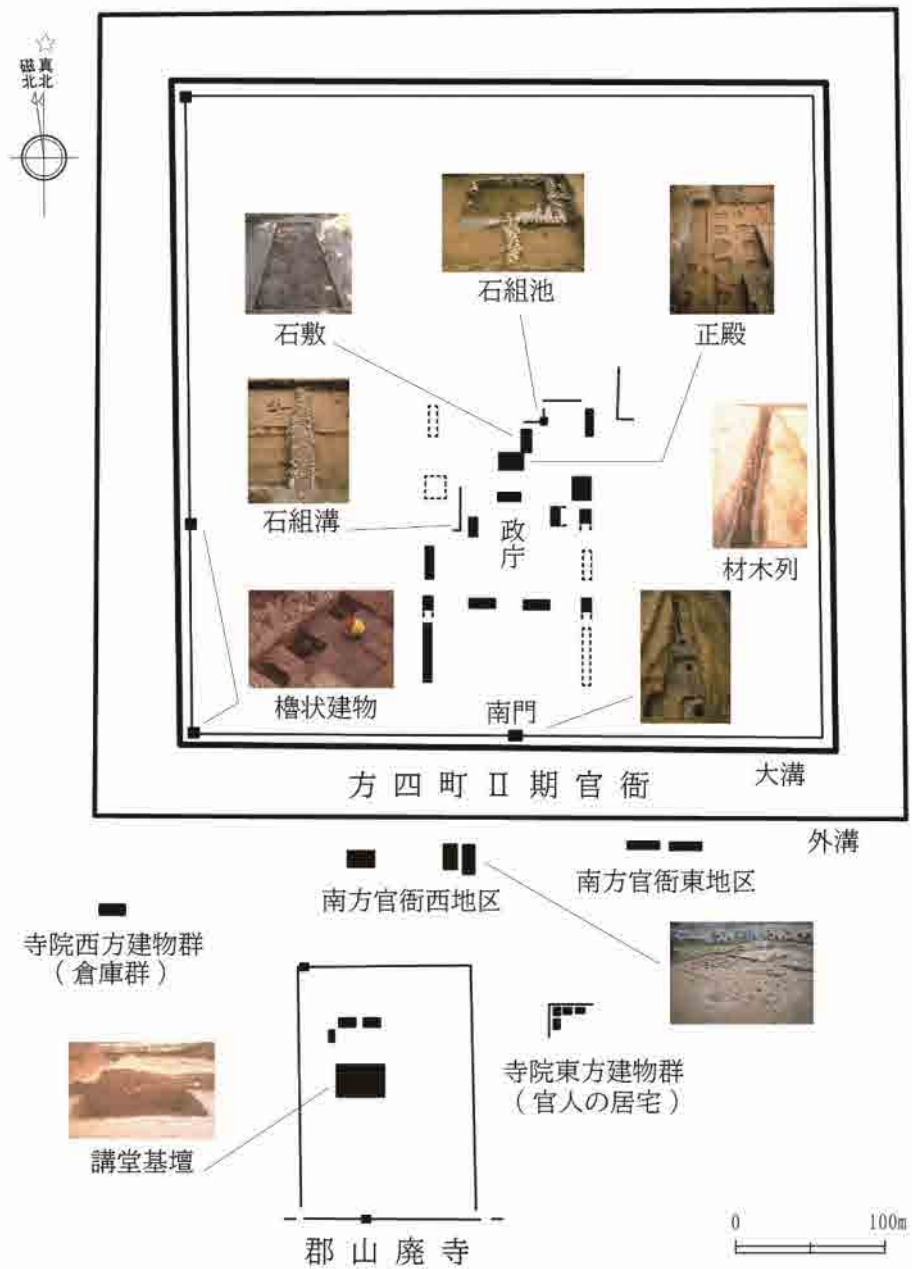 ☆
磁北
真北
石組池
石敷
正殿
石組溝
政庁
材木列
櫓状建物
南門
方四町Ⅱ期官衙
大溝
外溝
南方官衙西地区
南方官衙東地区
寺院西方建物群
(倉庫群)
寺院東方建物群
(官人の居宅)
講堂基壇
郡山廃寺
0 100m